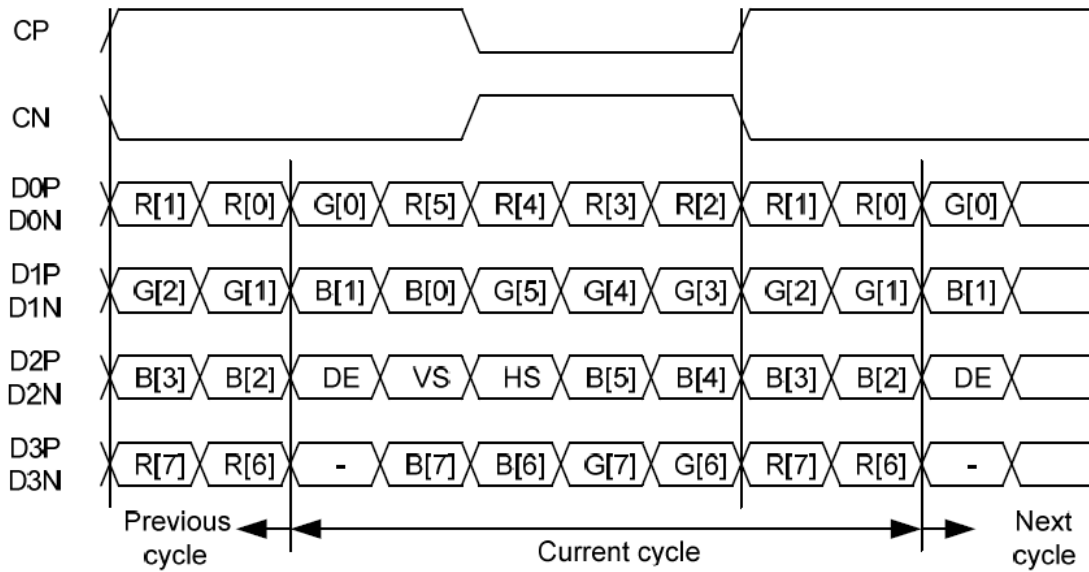 CP
CN
D0P
D0N
R[1] R[0] G[0] R[5] R[4] R[3] R[2] R[1] R[0] G[0]
D1P
D1N
G[2] G[1] B[1] B[0] G[5] G[4] G[3] G[2] G[1] B[1]
D2P
D2N
B[3] B[2] DE VS HS B[5] B[4] B[3] B[2] DE
D3P
D3N
R[7] R[6] - B[7] B[6] G[7] G[6] R[7] R[6] -
Previous
cycle
Current cycle
Next
cycle